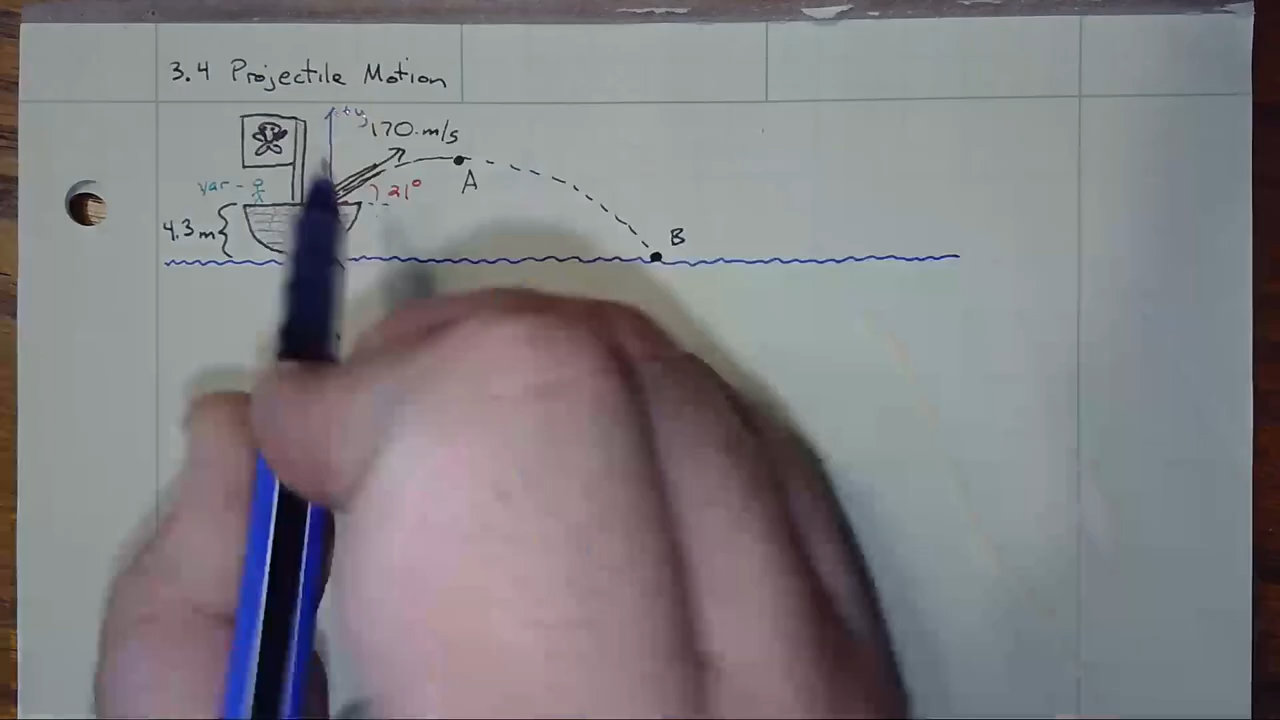 3.4 Projectile Motion
+y
170 m/s
A
yar -
21°
4.3 m
B